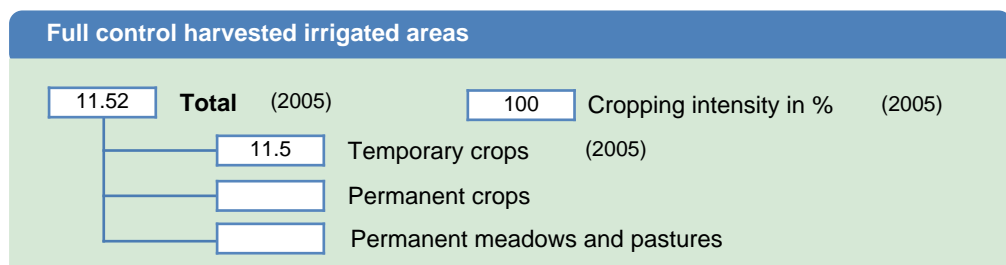 Full control harvested irrigated areas
11.52 Total (2005) 100 Cropping intensity in % (2005)
11.5 Temporary crops (2005)
Permanent crops
Permanent meadows and pastures